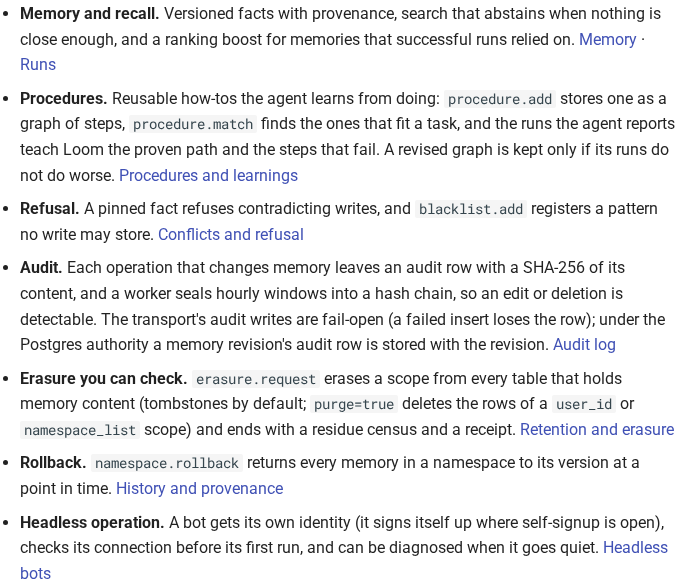 • Memory and recall. Versioned facts with provenance, search that abstains when nothing is
close enough, and a ranking boost for memories that successful runs relied on. Memory ·
Runs
• Procedures. Reusable how-tos the agent learns from doing: procedure.add stores one as a
graph of steps, procedure.match finds the ones that fit a task, and the runs the agent reports
teach Loom the proven path and the steps that fail. A revised graph is kept only if its runs do
not do worse. Procedures and learnings
• Refusal. A pinned fact refuses contradicting writes, and blacklist.add registers a pattern
no write may store. Conflicts and refusal
• Audit. Each operation that changes memory leaves an audit row with a SHA-256 of its
content, and a worker seals hourly windows into a hash chain, so an edit or deletion is
detectable. The transport's audit writes are fail-open (a failed insert loses the row); under the
Postgres authority a memory revision's audit row is stored with the revision. Audit log
• Erasure you can check. erasure.request erases a scope from every table that holds
memory content (tombstones by default; purge=true deletes the rows of a user_id or
namespace_list scope) and ends with a residue census and a receipt. Retention and erasure
• Rollback. namespace.rollback returns every memory in a namespace to its version at a
point in time. History and provenance
• Headless operation. A bot gets its own identity (it signs itself up where self-signup is open),
checks its connection before its first run, and can be diagnosed when it goes quiet. Headless
bots